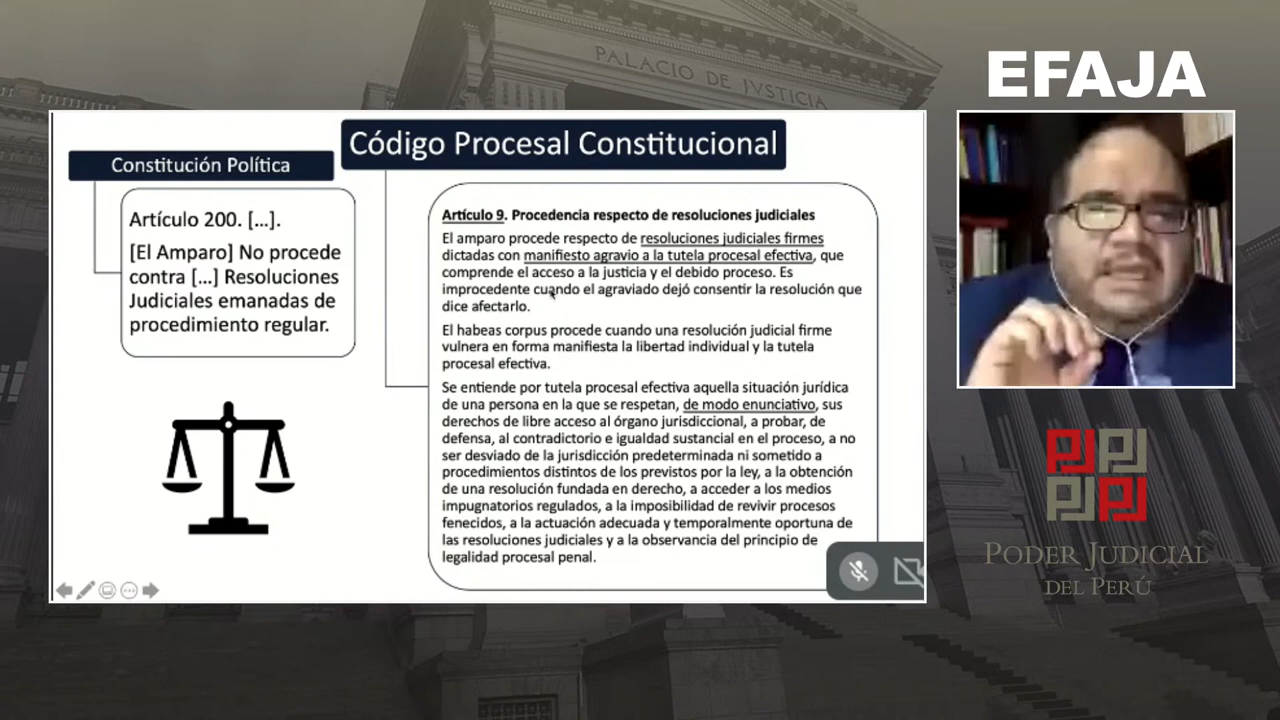 PALACIO DE JUSTICIA
EFAJA
Código Procesal Constitucional
Constitución Política
Artículo 200. [...].
[El Amparo] No procede
contra [...] Resoluciones
Judiciales emanadas de
procedimiento regular.
Artículo 9. Procedencia respecto de resoluciones judiciales
El amparo procede respecto de resoluciones judiciales firmes
dictadas con manifiesto agravio a la tutela procesal efectiva, que
comprende el acceso a la justicia y el debido proceso. Es
improcedente cuando el agraviado dejó consentir la resolución que
dice afectarlo.
El habeas corpus procede cuando una resolución judicial firme
vulnera en forma manifiesta la libertad individual y la tutela
procesal efectiva.
Se entiende por tutela procesal efectiva aquella situación jurídica
de una persona en la que se respetan, de modo enunciativo, sus
derechos de libre acceso al órgano jurisdiccional, a probar, de
defensa, al contradictorio e igualdad sustancial en el proceso, a no
ser desviado de la jurisdicción predeterminada ni sometido a
procedimientos distintos de los previstos por la ley, a la obtención
de una resolución fundada en derecho, a acceder a los medios
impugnatorios regulados, a la imposibilidad de revivir procesos
fenecidos, a la actuación adecuada y temporalmente oportuna de
las resoluciones judiciales y a la observancia del principio de
legalidad procesal penal.
PJ PJ
PJ PJ
PODER JUDICIAL
DEL PERÚ